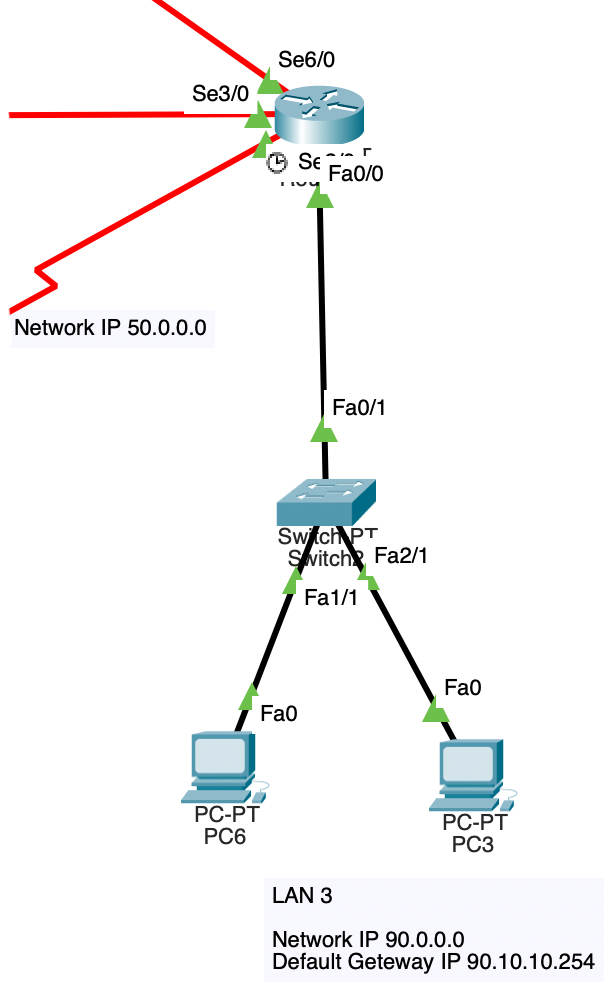 Se6/0
Se3/0
Fa0/0
Network IP 50.0.0.0
Fa0/1
Switch-PT
Switch2
Fa2/1
Fa1/1
Fa0
Fa0
PC-PT
PC6
PC-PT
PC3
LAN 3
Network IP 90.0.0.0
Default Geteway IP 90.10.10.254